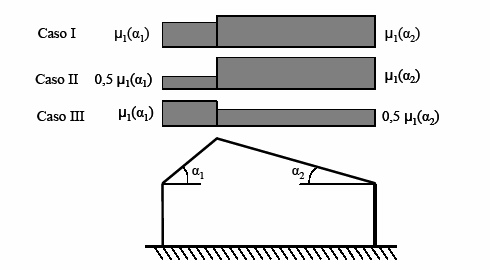 Caso I μ₁(α₁) μ₁(α₂)
Caso II 0,5 μ₁(α₁) μ₁(α₂)
Caso III μ₁(α₁) 0,5 μ₁(α₂)
α₁ α₂